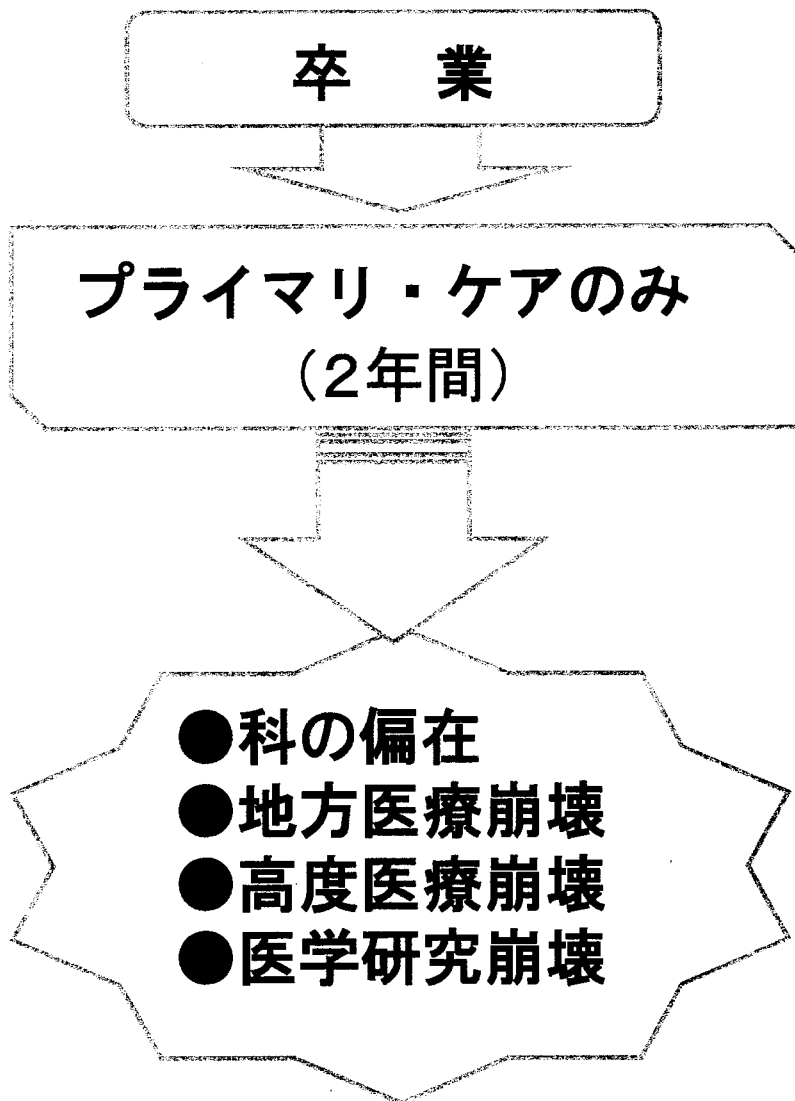 卒　業
プライマリ・ケアのみ
（2年間）
●科の偏在
●地方医療崩壊
●高度医療崩壊
●医学研究崩壊